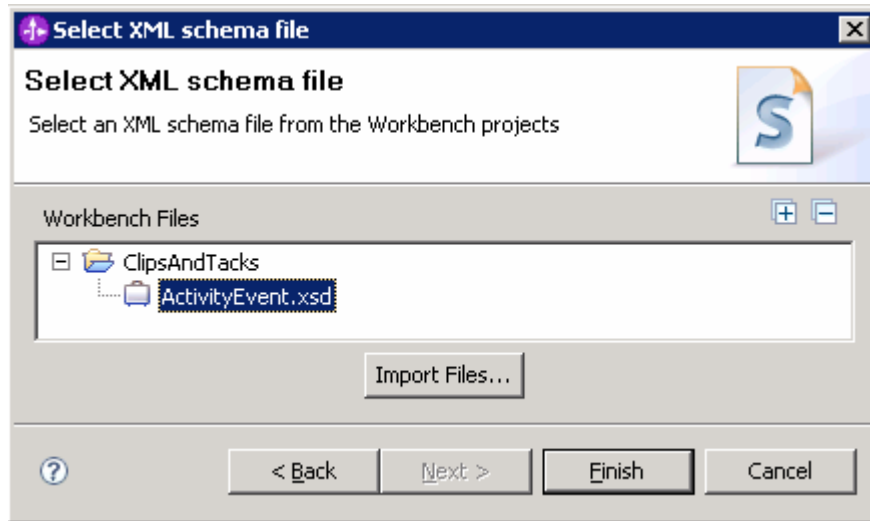 Select XML schema file
Select XML schema file
Select an XML schema file from the Workbench projects
Workbench Files
ClipsAndTacks
ActivityEvent.xsd
Import Files...
< Back Next > Finish Cancel